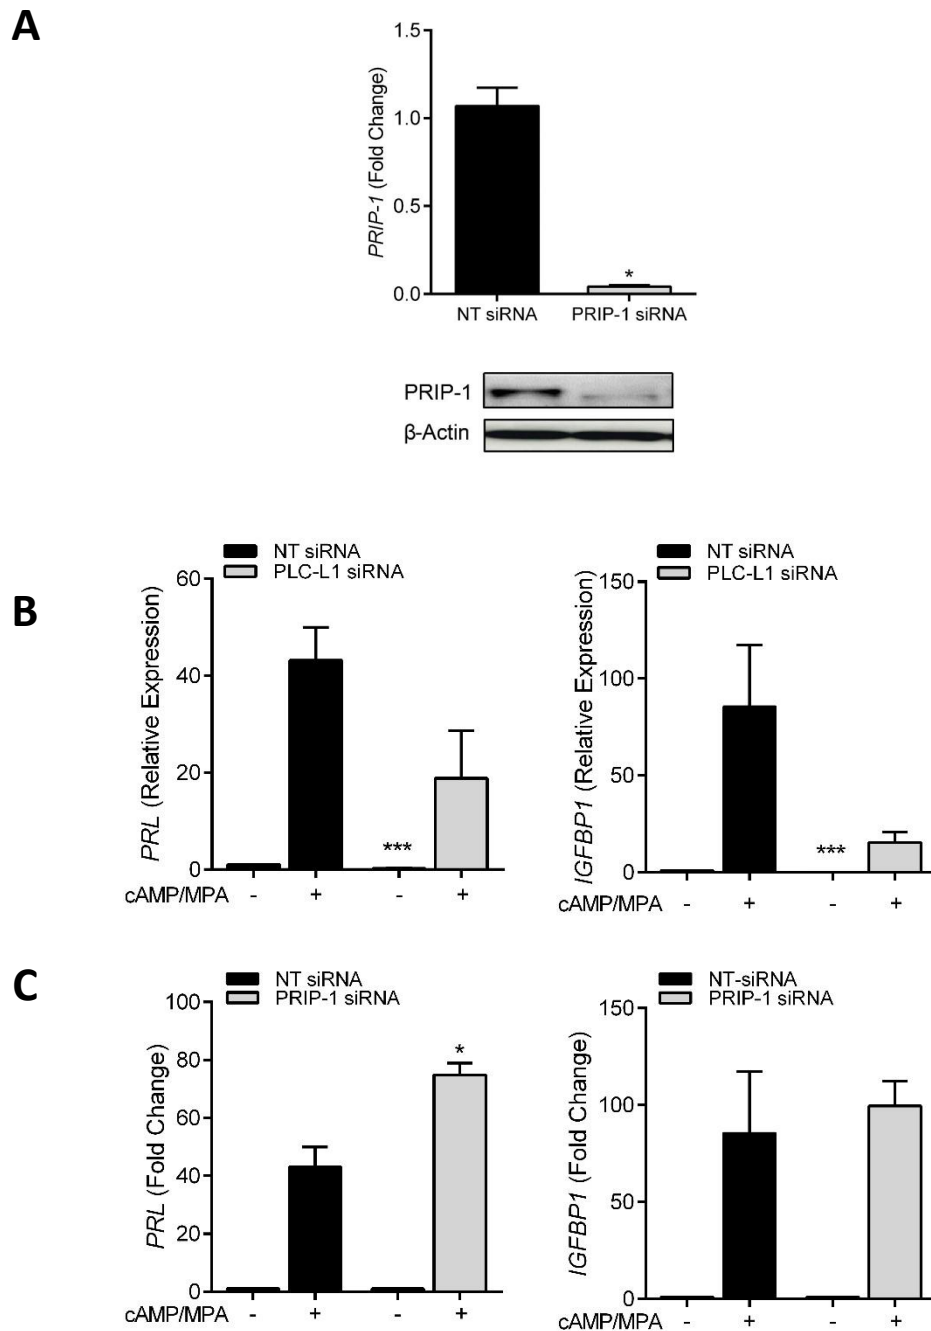 A
1.5
1.0
0.5
0.0
PRIP-1 (Fold Change)
*
NT siRNA PRIP-1 siRNA
PRIP-1
β-Actin
B
NT siRNA
PLC-L1 siRNA
60
40
20
0
PRL (Relative Expression)
***
cAMP/MPA - + - +
NT siRNA
PLC-L1 siRNA
150
100
50
0
IGFBP1 (Relative Expression)
***
cAMP/MPA - + - +
C
NT siRNA
PRIP-1 siRNA
100
80
60
40
20
0
PRL (Fold Change)
*
cAMP/MPA - + - +
NT-siRNA
PRIP-1 siRNA
150
100
50
0
IGFBP1 (Fold Change)
cAMP/MPA - + - +